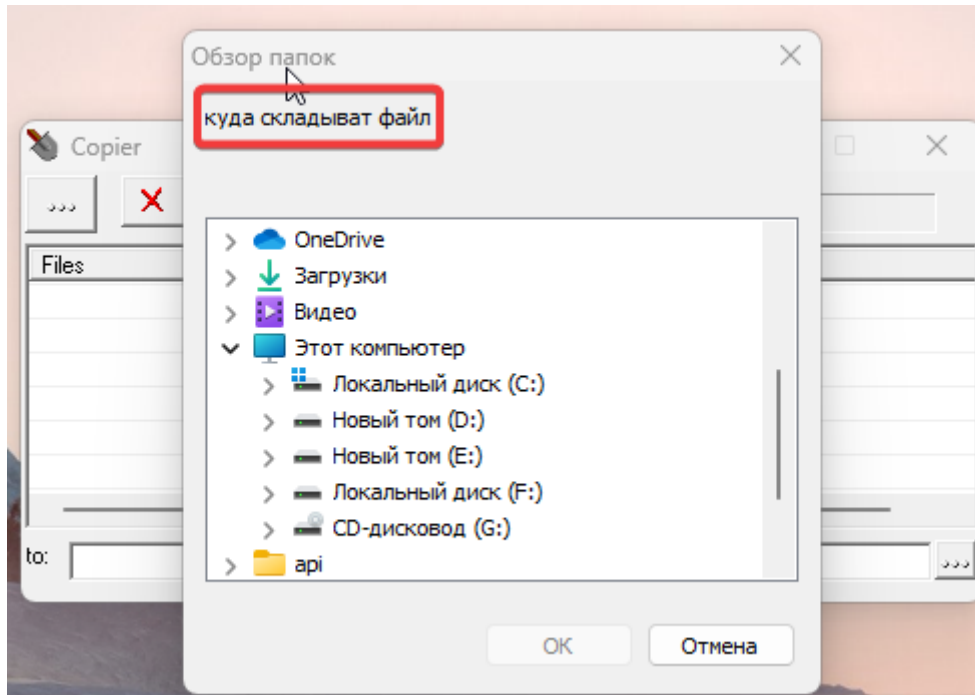 Обзор папок
куда складыват файл
Copier
...
Files
OneDrive
Загрузки
Видео
Этот компьютер
Локальный диск (C:)
Новый том (D:)
Новый том (E:)
Локальный диск (F:)
CD-дисковод (G:)
api
to:
...
OK
Отмена